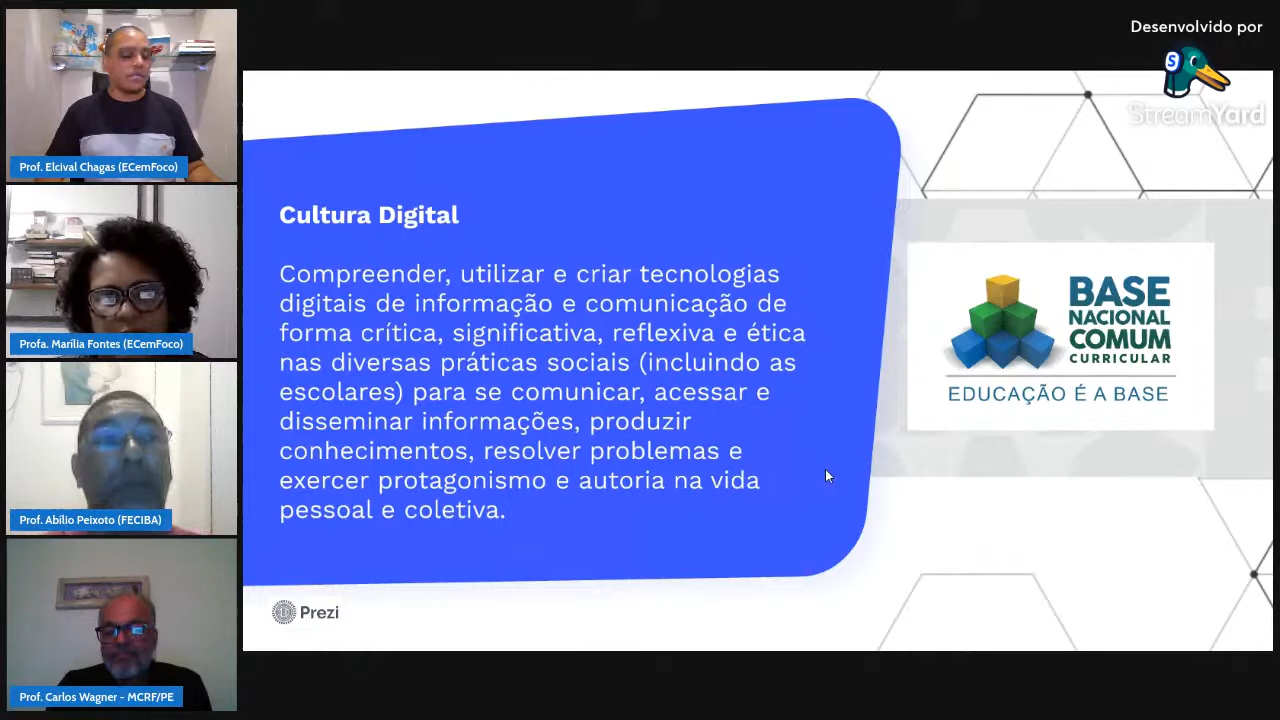 Desenvolvido por
S
StreamYard
Prof. Elcival Chagas (ECemFoco)
Profa. Marília Fontes (ECemFoco)
Prof. Abílio Peixoto (FECIBA)
Prof. Carlos Wagner - MCRF/PE
Cultura Digital
Compreender, utilizar e criar tecnologias
digitais de informação e comunicação de
forma crítica, significativa, reflexiva e ética
nas diversas práticas sociais (incluindo as
escolares) para se comunicar, acessar e
disseminar informações, produzir
conhecimentos, resolver problemas e
exercer protagonismo e autoria na vida
pessoal e coletiva.
BASE
NACIONAL
COMUM
CURRICULAR
EDUCAÇÃO É A BASE
Prezi